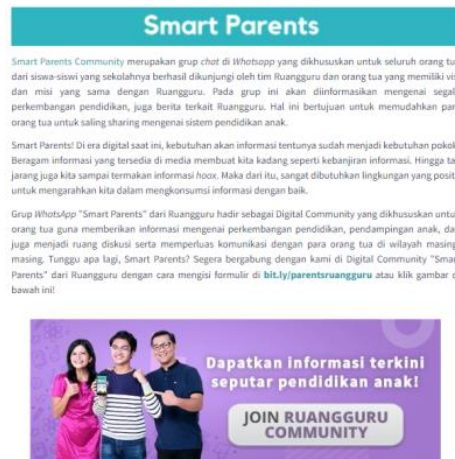 Smart Parents
Smart Parents Community merupakan grup chat di Whatsapp yang dikhususkan untuk seluruh orang tu
dari siswa-siswi yang sekolahnya berhasil dikunjungi oleh tim Ruangguru dan orang tua yang memiliki vis
dan misi yang sama dengan Ruangguru. Pada grup ini akan diinformasikan mengenai segal
perkembangan pendidikan, juga berita terkait Ruangguru. Hal ini bertujuan untuk memudahkan par
orang tua untuk saling sharing mengenai sistem pendidikan anak.
Smart Parents! Di era digital saat ini, kebutuhan akan informasi tentunya sudah menjadi kebutuhan pokok
Beragam informasi yang tersedia di media membuat kita kadang seperti kebanjiran informasi. Hingga ta
jarang juga kita sampai termakan informasi hoax. Maka dari itu, sangat dibutuhkan lingkungan yang posit
untuk mengarahkan kita dalam mengkonsumsi informasi dengan baik.
Grup WhatsApp "Smart Parents" dari Ruangguru hadir sebagai Digital Community yang dikhususkan untu
orang tua guna memberikan informasi mengenai perkembangan pendidikan, pendampingan anak, da
juga menjadi ruang diskusi serta memperluas komunikasi dengan para orang tua di wilayah masing
masing. Tunggu apa lagi, Smart Parents? Segera bergabung dengan kami di Digital Community "Smar
Parents" dari Ruangguru dengan cara mengisi formulir di bit.ly/parentsruangguru atau klik gambar d
bawah ini!
Dapatkan informasi terkini
seputar pendidikan anak!
JOIN RUANGGURU
COMMUNITY